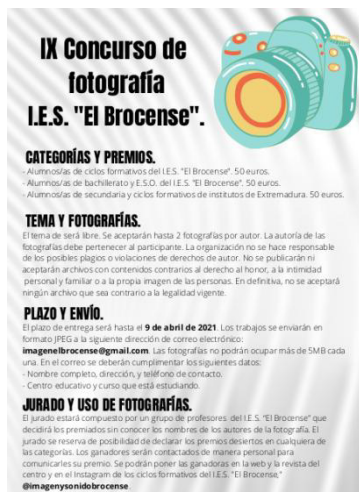 IX Concurso de
fotografía
I.E.S. "El Brocense".
CATEGORÍAS Y PREMIOS.
- Alumnos/as de ciclos formativos del I.E.S. "El Brocense". 50 euros.
- Alumnos/as de bachillerato y E.S.O. del I.E.S. "El Brocense". 50 euros.
- Alumnos/as de secundaria y ciclos formativos de institutos de Extremadura. 50 euros.
TEMA Y FOTOGRAFÍAS.
El tema de será libre. Se aceptarán hasta 2 fotografías por autor. La autoría de las
fotografías debe pertenecer al participante. La organización no se hace responsable
de los posibles plagios o violaciones de derechos de autor. No se publicarán ni
aceptarán archivos con contenidos contrarios al derecho al honor, a la intimidad
personal y familiar o a la propia imagen de las personas. En definitiva, no se aceptará
ningún archivo que sea contrario a la legalidad vigente.
PLAZO Y ENVÍO.
El plazo de entrega será hasta el 9 de abril de 2021. Los trabajos se enviarán en
formato JPEG a la siguiente dirección de correo electrónico:
imagenelbrocense@gmail.com. Las fotografías no podrán ocupar más de 5MB cada
una. En el correo se deberán cumplimentar los siguientes datos:
- Nombre completo, dirección, y teléfono de contacto.
- Centro educativo y curso que está estudiando.
JURADO Y USO DE FOTOGRAFÍAS.
El jurado estará compuesto por un grupo de profesores del I.E.S. "El Brocense" que
decidirá los premiados sin conocer los nombres de los autores de la fotografía. El
jurado se reserva de posibilidad de declarar los premios desiertos en cualquiera de
las categorías. Los ganadores serán contactados de manera personal para
comunicarles su premio. Se podrán poner las ganadoras en la web y la revista del
centro y en el Instagram de los ciclos formativos del I.E.S. "El Brocense,"
@imagenysonidobrocense.